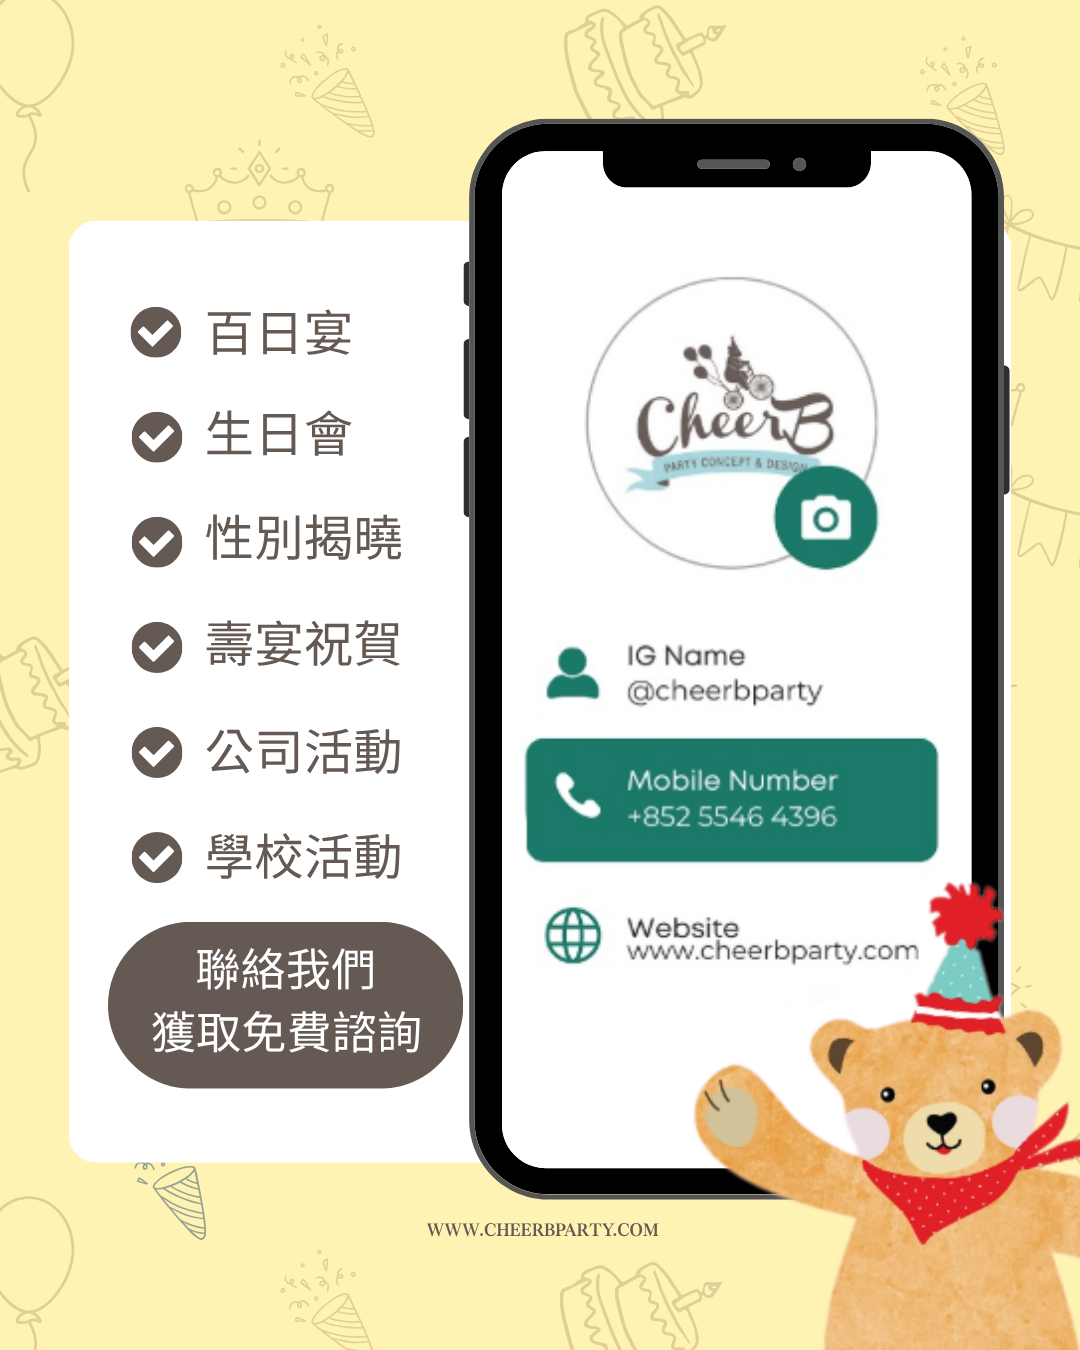 百日宴
生日會
性別揭曉
壽宴祝賀
公司活動
學校活動
聯絡我們
獲取免費諮詢
CheerB
PARTY CONCEPT & DESIGN
IG Name
@cheerbparty
Mobile Number
+852 5546 4396
Website
www.cheerbparty.com
WWW.CHEERBPARTY.COM